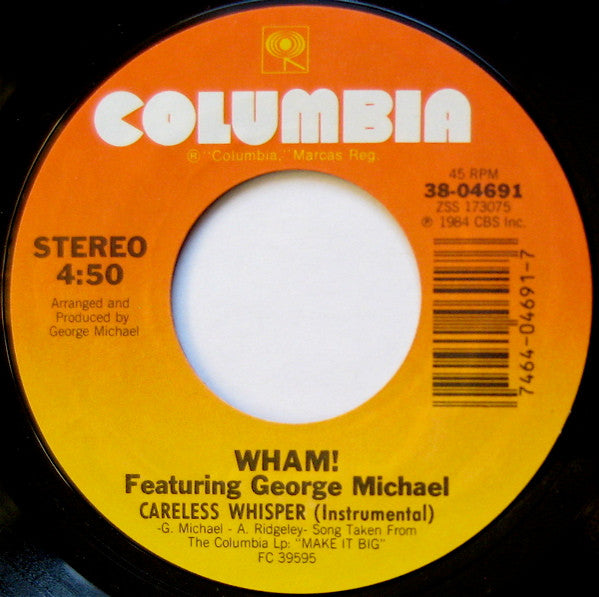 COLUMBIA
® "Columbia," Marcas Reg.
45 RPM
38-04691
ZSS 173075
℗ 1984 CBS Inc.
STEREO
4:50
Arranged and
Produced by
George Michael
7464-04691-7
WHAM!
Featuring George Michael
CARELESS WHISPER (Instrumental)
-G. Michael - A. Ridgeley- Song Taken From
The Columbia Lp: "MAKE IT BIG"
FC 39595